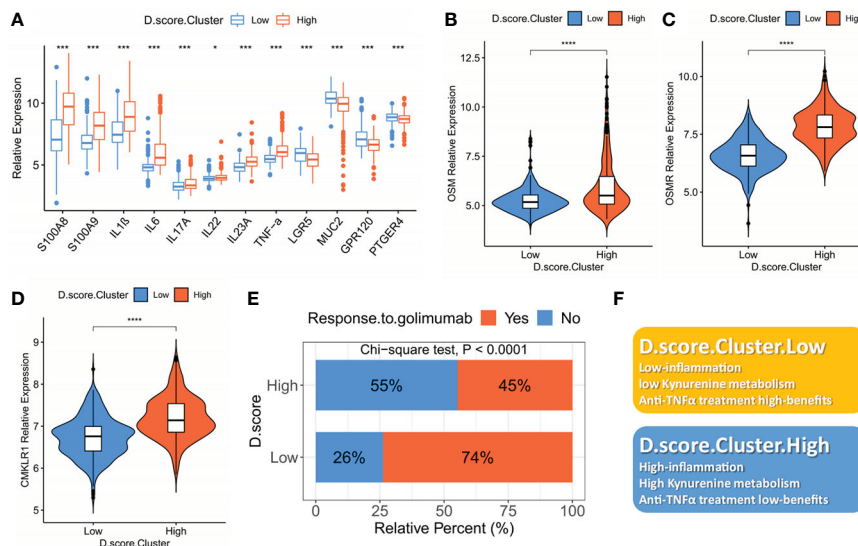 A
D.score.Cluster Low High
*** *** *** *** *** * *** *** *** *** *** ***
Relative Expression
10
5
S100A8 S100A9 IL1ß IL6 IL17A IL22 IL23A TNF-a LGR5 MUC2 GPR120 PTGER4
B
D.score.Cluster
Low High
****
OSM Relative Expression
12.5
10.0
7.5
5.0
Low High
D.score.Cluster
C
D.score.Cluster
Low High
****
OSMR Relative Expression
10.0
7.5
5.0
Low High
D.score.Cluster
D
D.score.Cluster Low High
****
CMKLR1 Relative Expression
9
8
7
6
5
Low High
D.score.Cluster
E
Response.to.golimumab Yes No
Chi-square test, P < 0.0001
D.score
High 55% 45%
Low 26% 74%
0 25 50 75 100
Relative Percent (%)
F
D.score.Cluster.Low
Low-inflammation
low Kynurenine metabolism
Anti-TNFα treatment high-benefits
D.score.Cluster.High
High-inflammation
High Kynurenine metabolism
Anti-TNFα treatment low-benefits